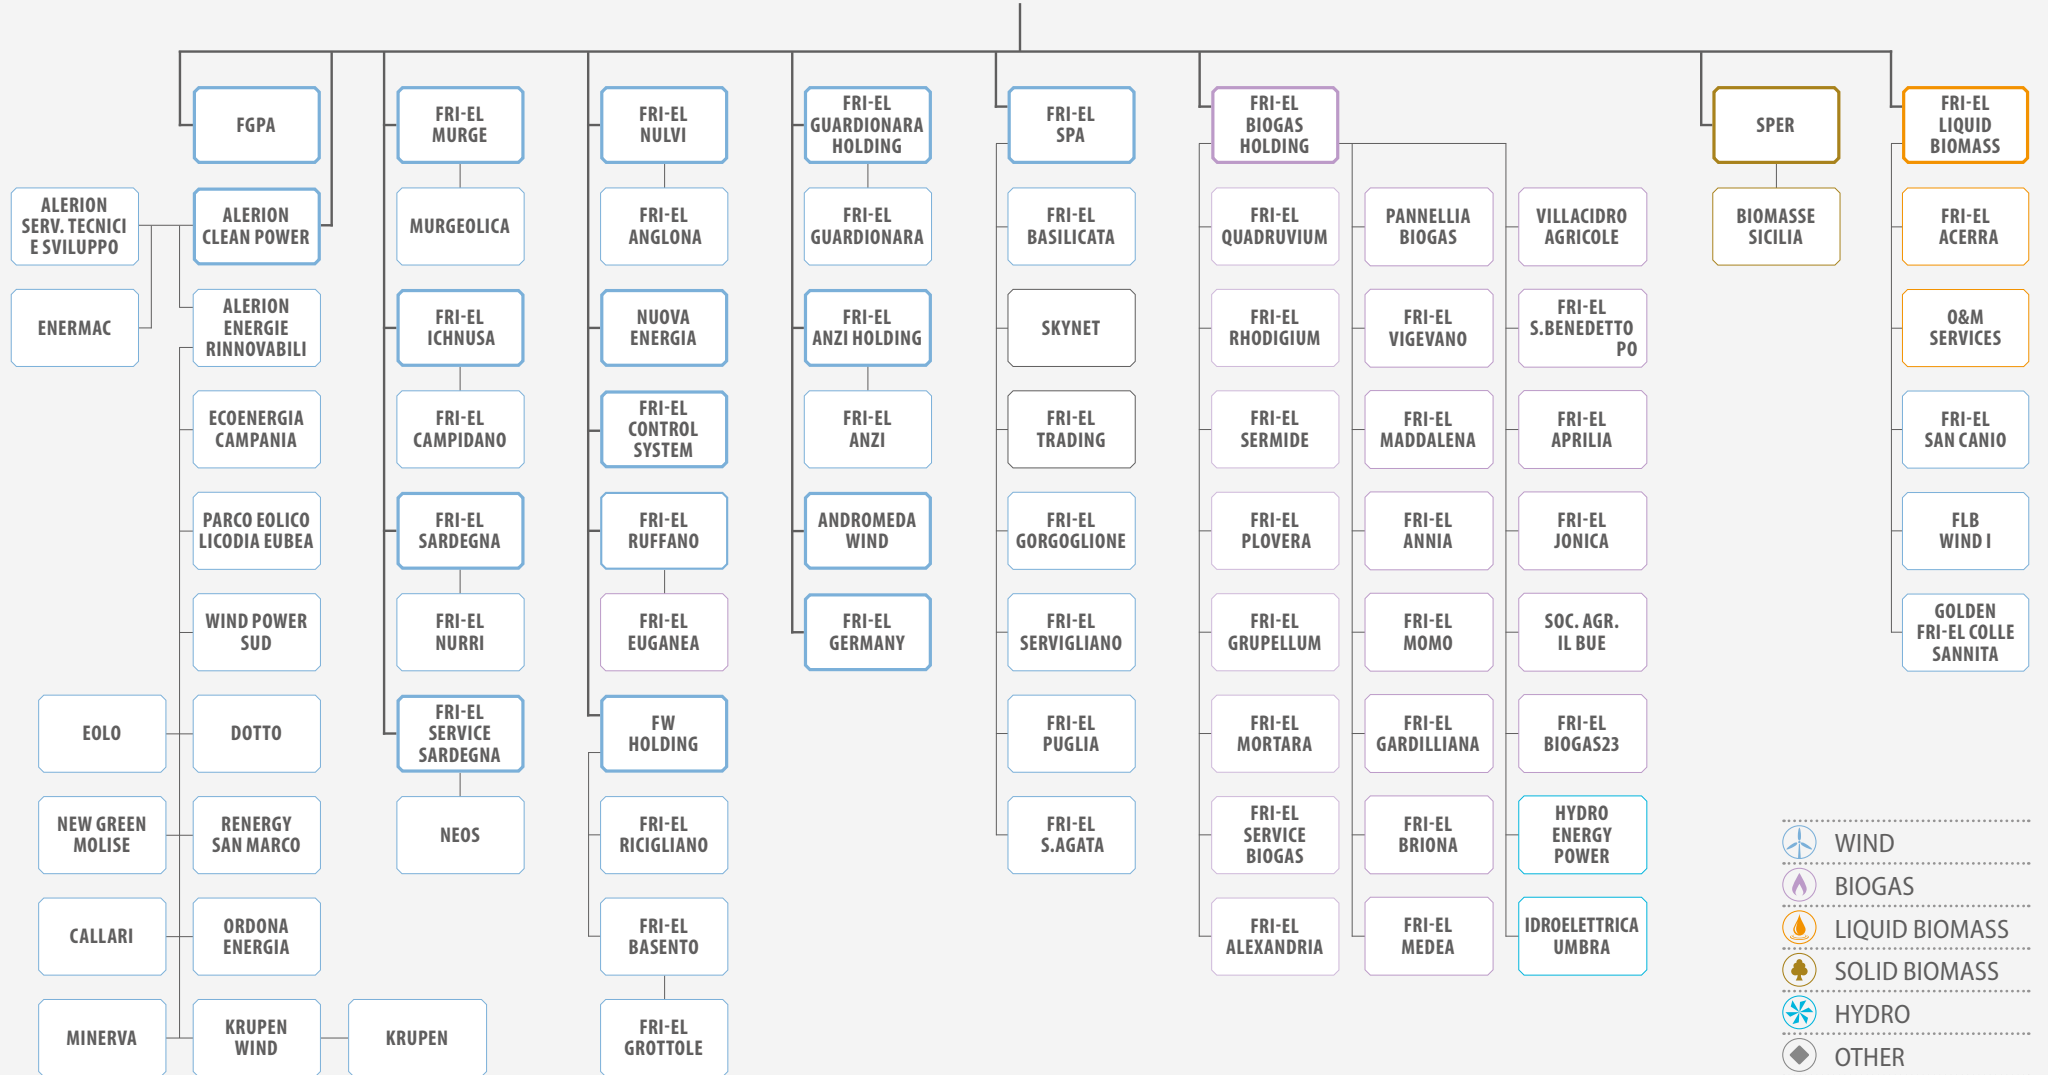 FGPA
ALERION
SERV. TECNICI
E SVILUPPO
ALERION
CLEAN POWER
ENERMAC
ALERION
ENERGIE
RINNOVABILI
ECOENERGIA
CAMPANIA
PARCO EOLICO
LICODIA EUBEA
WIND POWER
SUD
EOLO
DOTTO
NEW GREEN
MOLISE
RENERGY
SAN MARCO
CALLARI
ORDONA
ENERGIA
MINERVA
KRUPEN
WIND
KRUPEN
FRI-EL
MURGE
MURGEOLICA
FRI-EL
ICHNUSA
FRI-EL
CAMPIDANO
FRI-EL
SARDEGNA
FRI-EL
NURRI
FRI-EL
SERVICE
SARDEGNA
NEOS
FRI-EL
NULVI
FRI-EL
ANGLONA
NUOVA
ENERGIA
FRI-EL
CONTROL
SYSTEM
FRI-EL
RUFFANO
FRI-EL
EUGANEA
FW
HOLDING
FRI-EL
RICIGLIANO
FRI-EL
BASENTO
FRI-EL
GROTTOLE
FRI-EL
GUARDIONARA
HOLDING
FRI-EL
GUARDIONARA
FRI-EL
ANZI HOLDING
FRI-EL
ANZI
ANDROMEDA
WIND
FRI-EL
GERMANY
FRI-EL
SPA
FRI-EL
BASILICATA
SKYNET
FRI-EL
TRADING
FRI-EL
GORGOGLIONE
FRI-EL
SERVIGLIANO
FRI-EL
PUGLIA
FRI-EL
S.AGATA
FRI-EL
BIOGAS
HOLDING
FRI-EL
QUADRUVIUM
FRI-EL
RHODIGIUM
FRI-EL
SERMIDE
FRI-EL
PLOVERA
FRI-EL
GRUPELLUM
FRI-EL
MORTARA
FRI-EL
SERVICE
BIOGAS
FRI-EL
ALEXANDRIA
PANNELLIA
BIOGAS
FRI-EL
VIGEVANO
FRI-EL
MADDALENA
FRI-EL
ANNIA
FRI-EL
MOMO
FRI-EL
GARDILLIANA
FRI-EL
BRIONA
FRI-EL
MEDEA
VILLACIDRO
AGRICOLE
FRI-EL
S.BENEDETTO
PO
FRI-EL
APRILIA
FRI-EL
JONICA
SOC. AGR.
IL BUE
FRI-EL
BIOGAS23
HYDRO
ENERGY
POWER
IDROELETTRICA
UMBRA
SPER
BIOMASSE
SICILIA
FRI-EL
LIQUID
BIOMASS
FRI-EL
ACERRA
O&M
SERVICES
FRI-EL
SAN CANIO
FLB
WIND I
GOLDEN
FRI-EL COLLE
SANNITA
WIND
BIOGAS
LIQUID BIOMASS
SOLID BIOMASS
HYDRO
OTHER